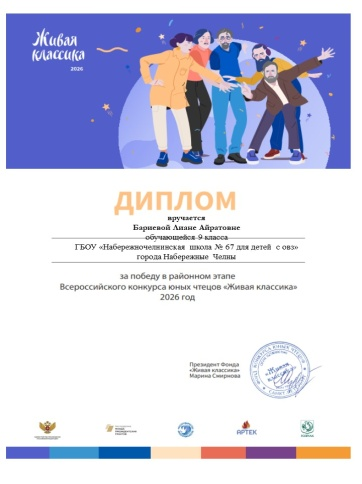 Живая
классика
2026
ДИПЛОМ
вручается
Бариевой Лиане Айратовне
обучающейся 9 класса
ГБОУ «Набережночелнинская школа № 67 для детей с овз»
города Набережные Челны
за победу в районном этапе
Всероссийского конкурса юных чтецов «Живая классика»
2026 год
Президент Фонда
«Живая классика»
Марина Смирнова
АРТЕК